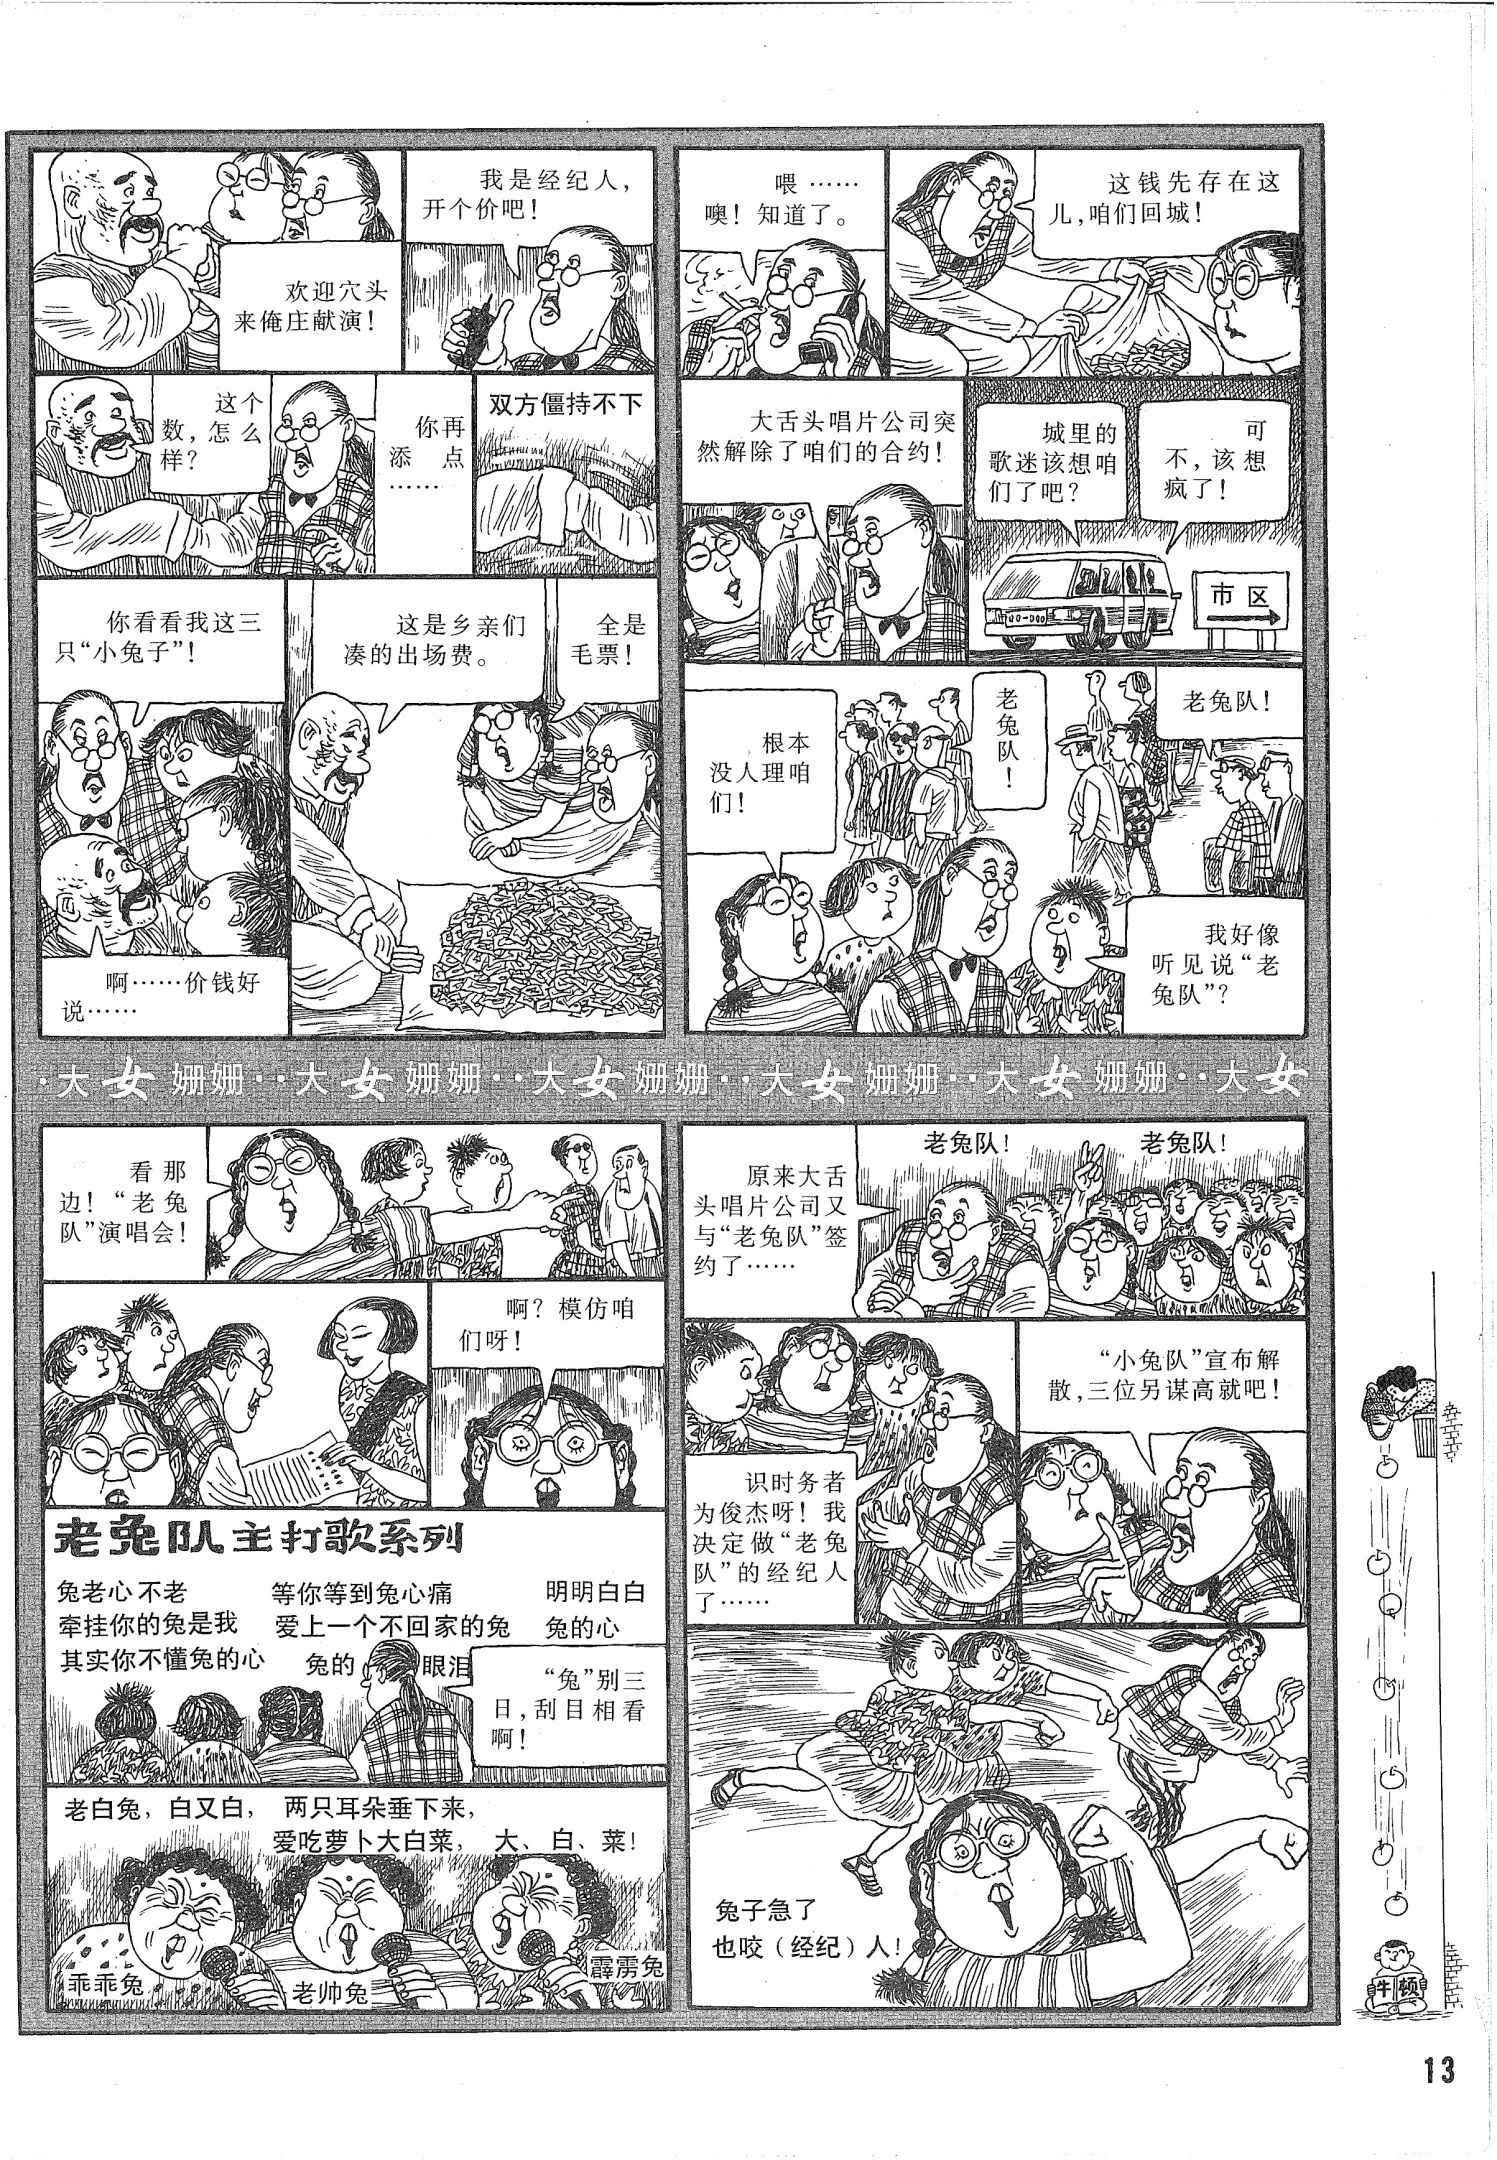 欢迎穴头
来俺庄献演！
我是经纪人，
开个价吧！
这个
数，怎么
样？
你再
添点
……
双方僵持不下
你看看我这三
只“小兔子”！
啊……价钱好
说……
这是乡亲们
凑的出场费。
全是
毛票！
喂……
噢！知道了。
这钱先存在这
儿，咱们回城！
大舌头唱片公司突
然解除了咱们的合约！
城里的
歌迷该想咱
们了吧？
可
不，该想
疯了！
市区
根本
没人理咱
们！
老兔队！
老兔队！
我好像
听见说“老
兔队”？
·大女姗姗··大女姗姗··大女姗姗··大女姗姗··大女姗姗··大女
看那
边！“老兔
队”演唱会！
啊？模仿咱
们呀！
老兔队主打歌系列
兔老心不老 等你等到兔心痛 明明白白
牵挂你的兔是我 爱上一个不回家的兔 兔的心
其实你不懂兔的心 兔的 眼泪
“兔”别三
日，刮目相看
啊！
老白兔，白又白， 两只耳朵垂下来，
爱吃萝卜大白菜， 大、白、菜！
乖乖兔
老帅兔
霹雳兔
老兔队！
老兔队！
原来大舌
头唱片公司又
与“老兔队”签
约了……
识时务者
为俊杰呀！我
决定做“老兔
队”的经纪人
了……
“小兔队”宣布解
散，三位另谋高就吧！
兔子急了
也咬（经纪）人！
牛顿
13